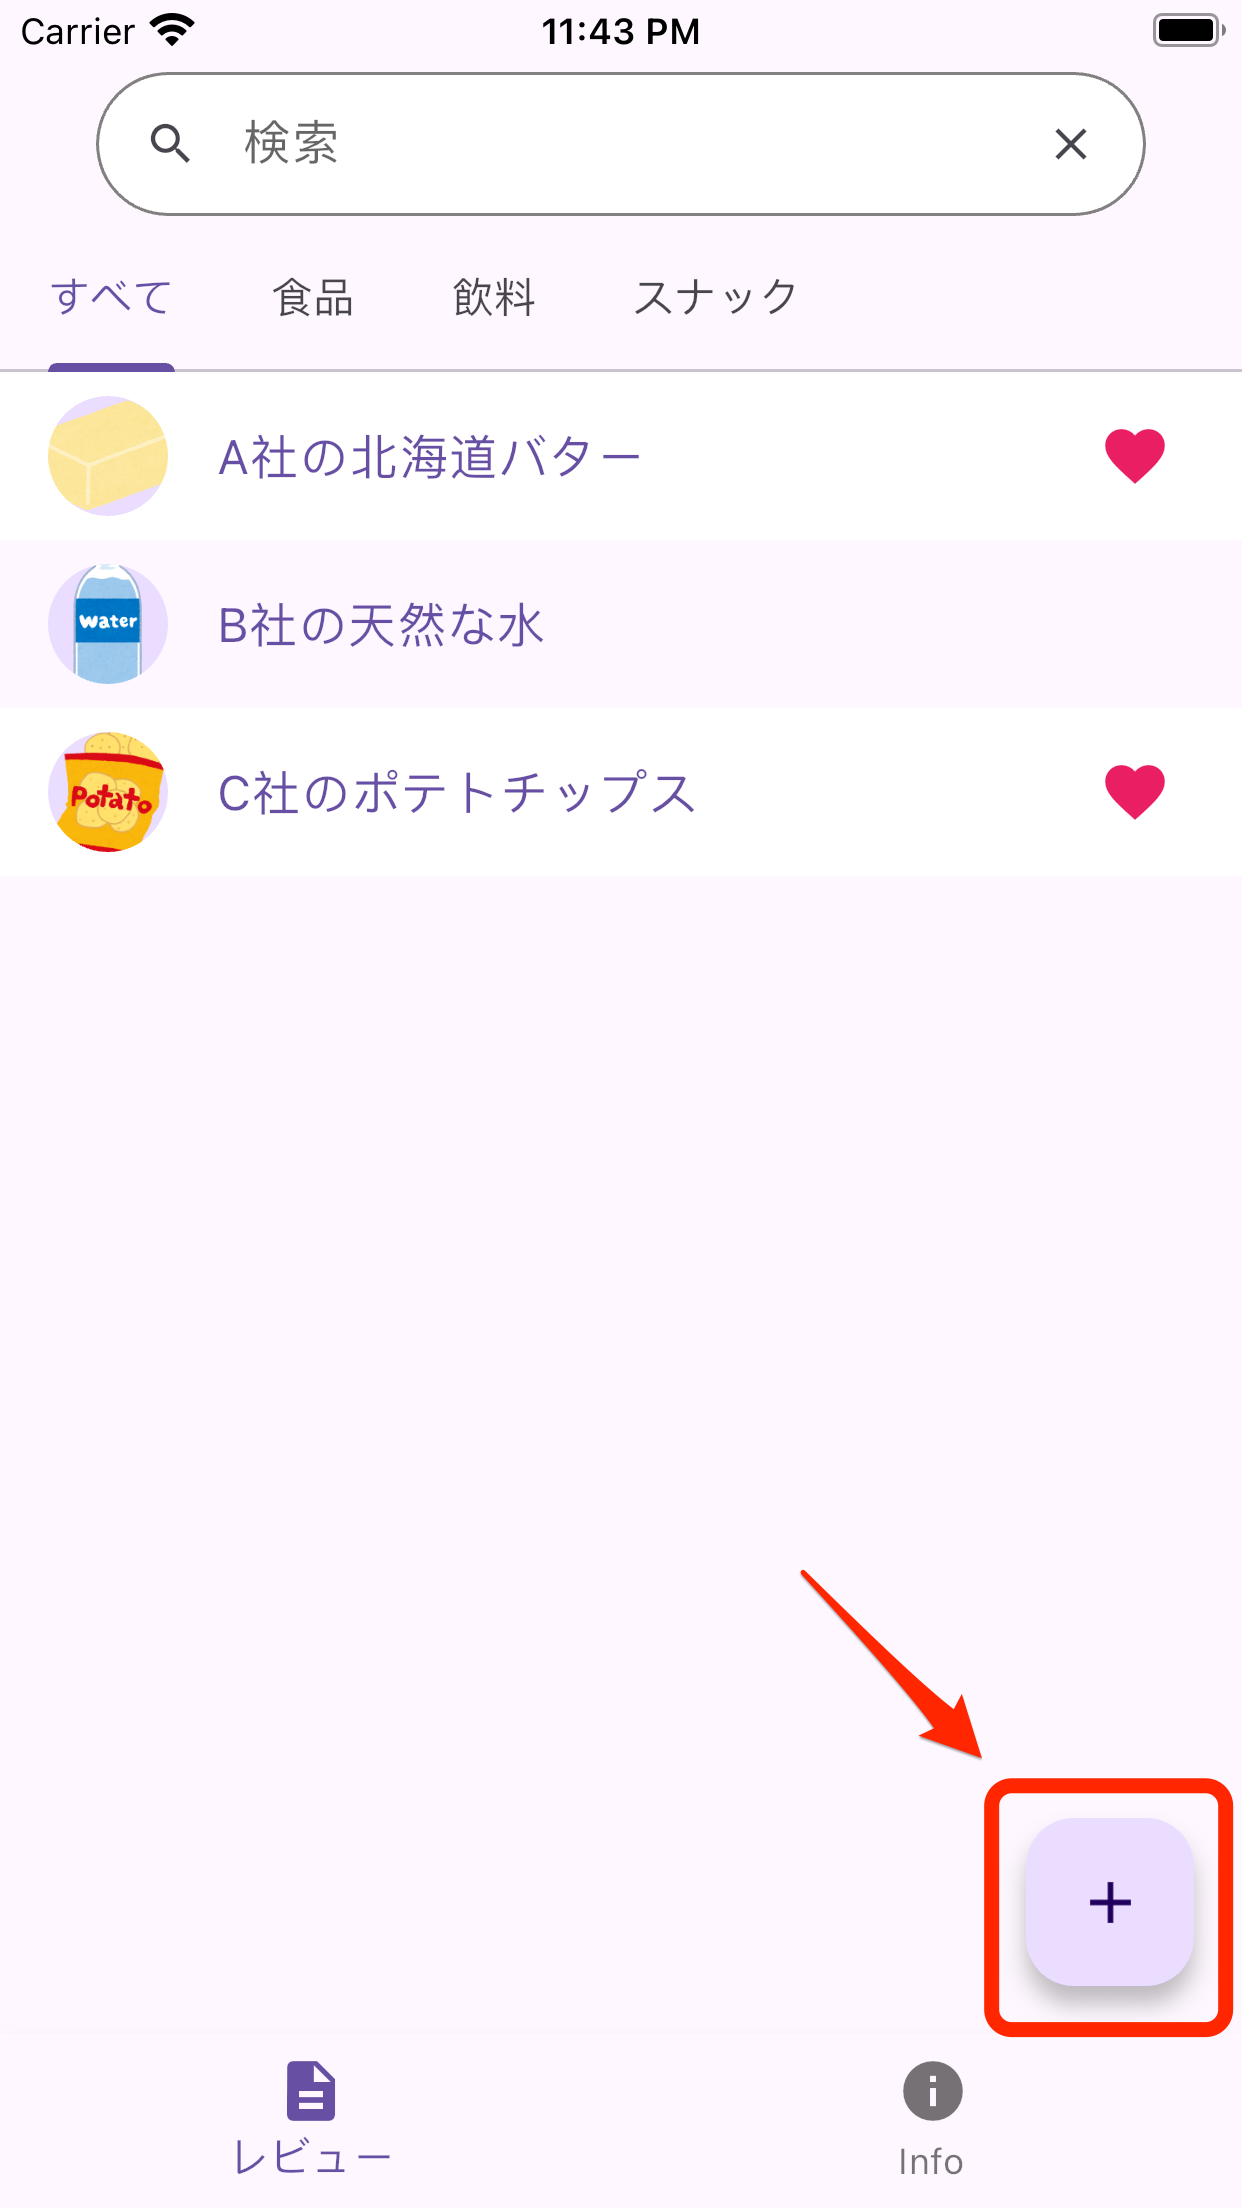 Carrier 11:43 PM
検索
すべて 食品 飲料 スナック
A社の北海道バター
Water
B社の天然な水
Potato
C社のポテトチップス
レビュー Info